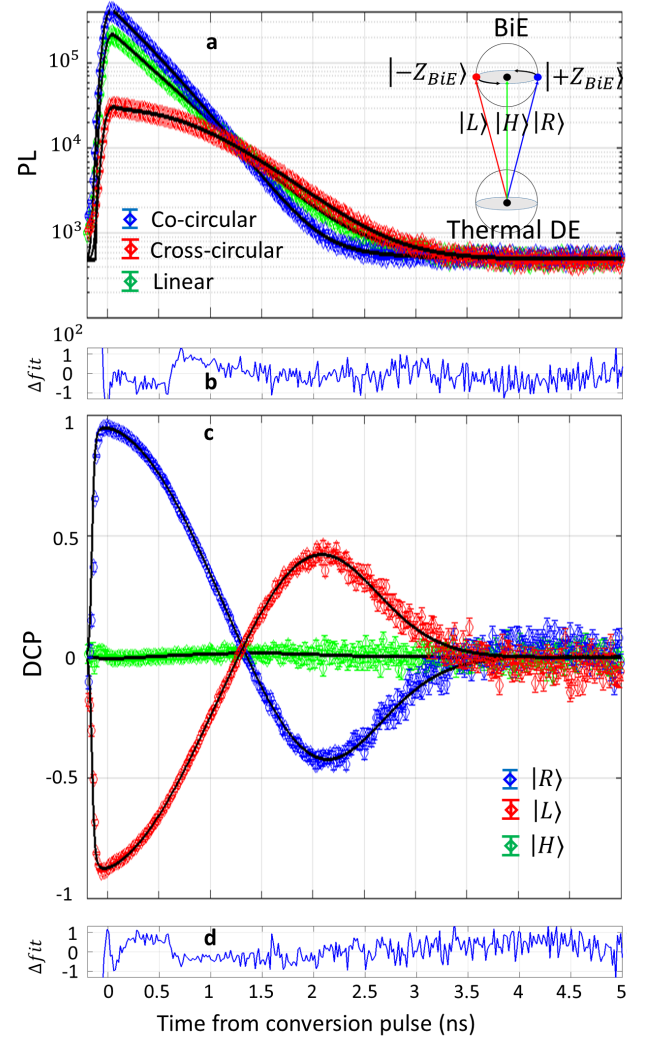 a
BiE
|−Z_BiE⟩ |+Z_BiE⟩
|L⟩ |H⟩ |R⟩
Thermal DE
PL
10^5
10^4
10^3
10^2
Co-circular
Cross-circular
Linear
Δfit
1
0
-1
b
c
DCP
1
0.5
0
-0.5
-1
|R⟩
|L⟩
|H⟩
Δfit
1
0
-1
d
0 0.5 1 1.5 2 2.5 3 3.5 4 4.5 5
Time from conversion pulse (ns)